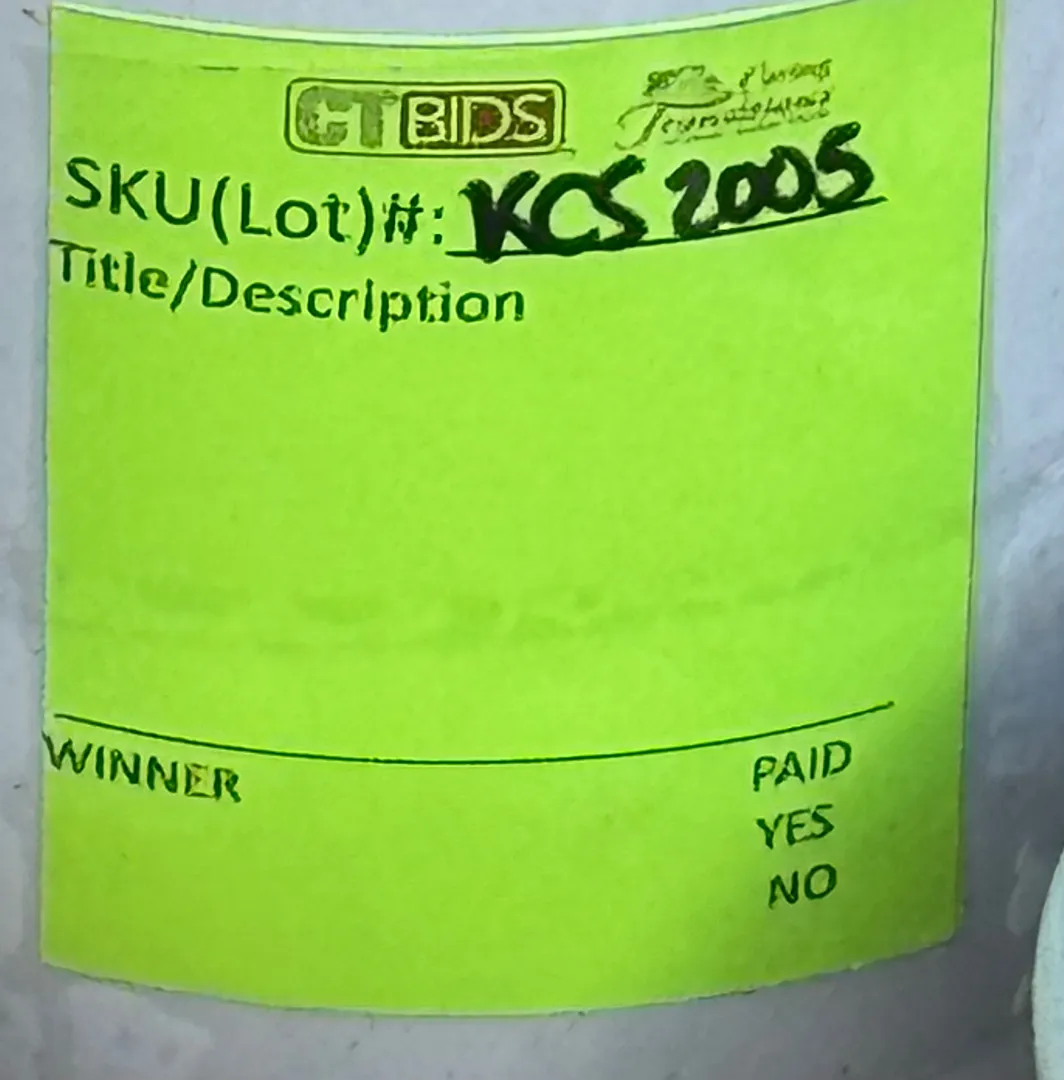 CTBIDS
SKU(Lot)#: KCS 2005
Title/Description
WINNER
PAID
YES
NO